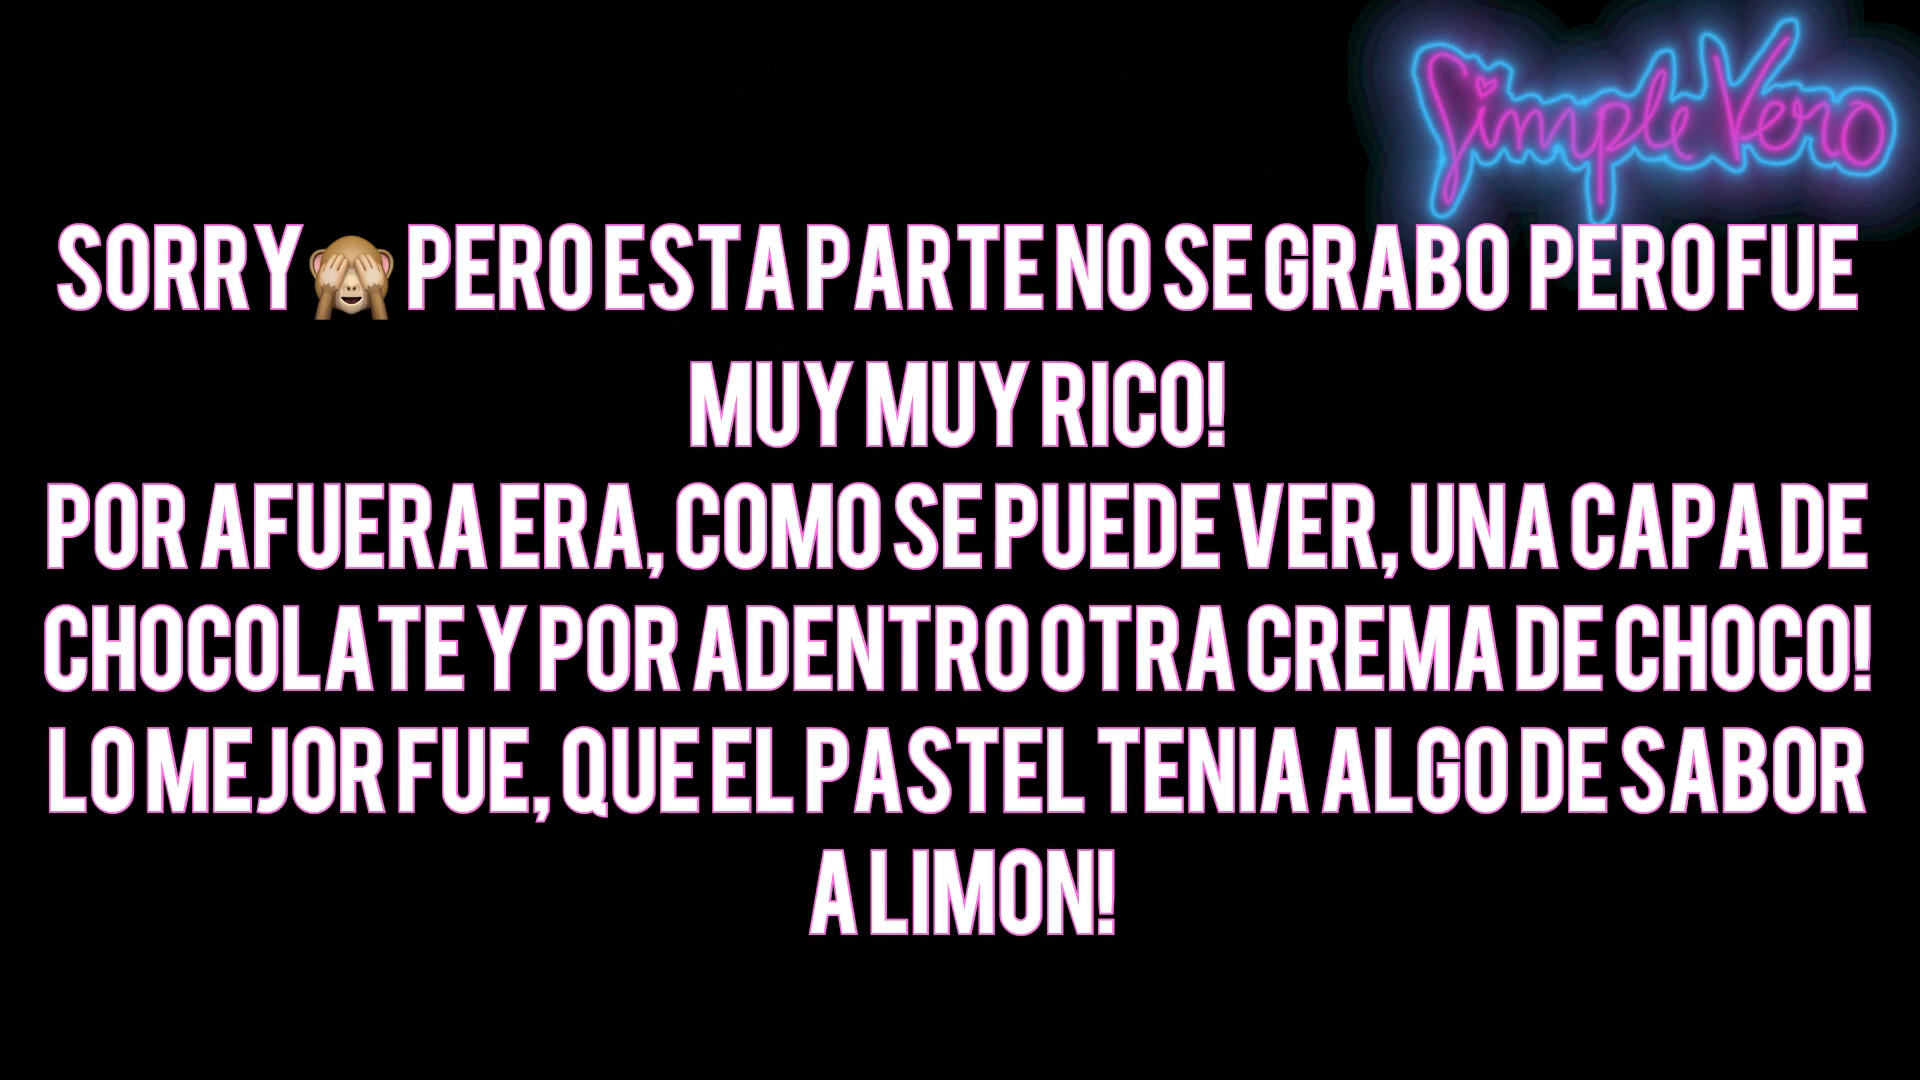 Simple Vero
SORRY🙈 PERO ESTA PARTE NO SE GRABO PERO FUE
MUY MUY RICO!
POR AFUERA ERA, COMO SE PUEDE VER, UNA CAPA DE
CHOCOLATE Y POR ADENTRO OTRA CREMA DE CHOCO!
LO MEJOR FUE, QUE EL PASTEL TENIA ALGO DE SABOR
A LIMON!